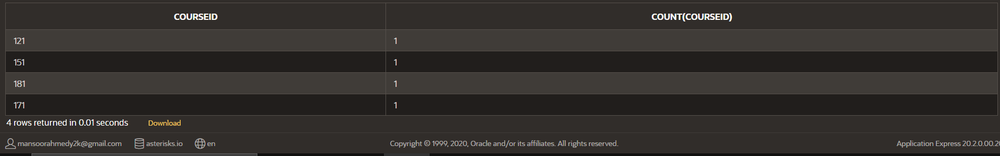 COURSEID COUNT(COURSEID)
121 1
151 1
181 1
171 1
4 rows returned in 0.01 seconds Download
mansoorahmedy2k@gmail.com asterisks.io en Copyright © 1999, 2020, Oracle and/or its affiliates. All rights reserved. Application Express 20.2.0.00.20